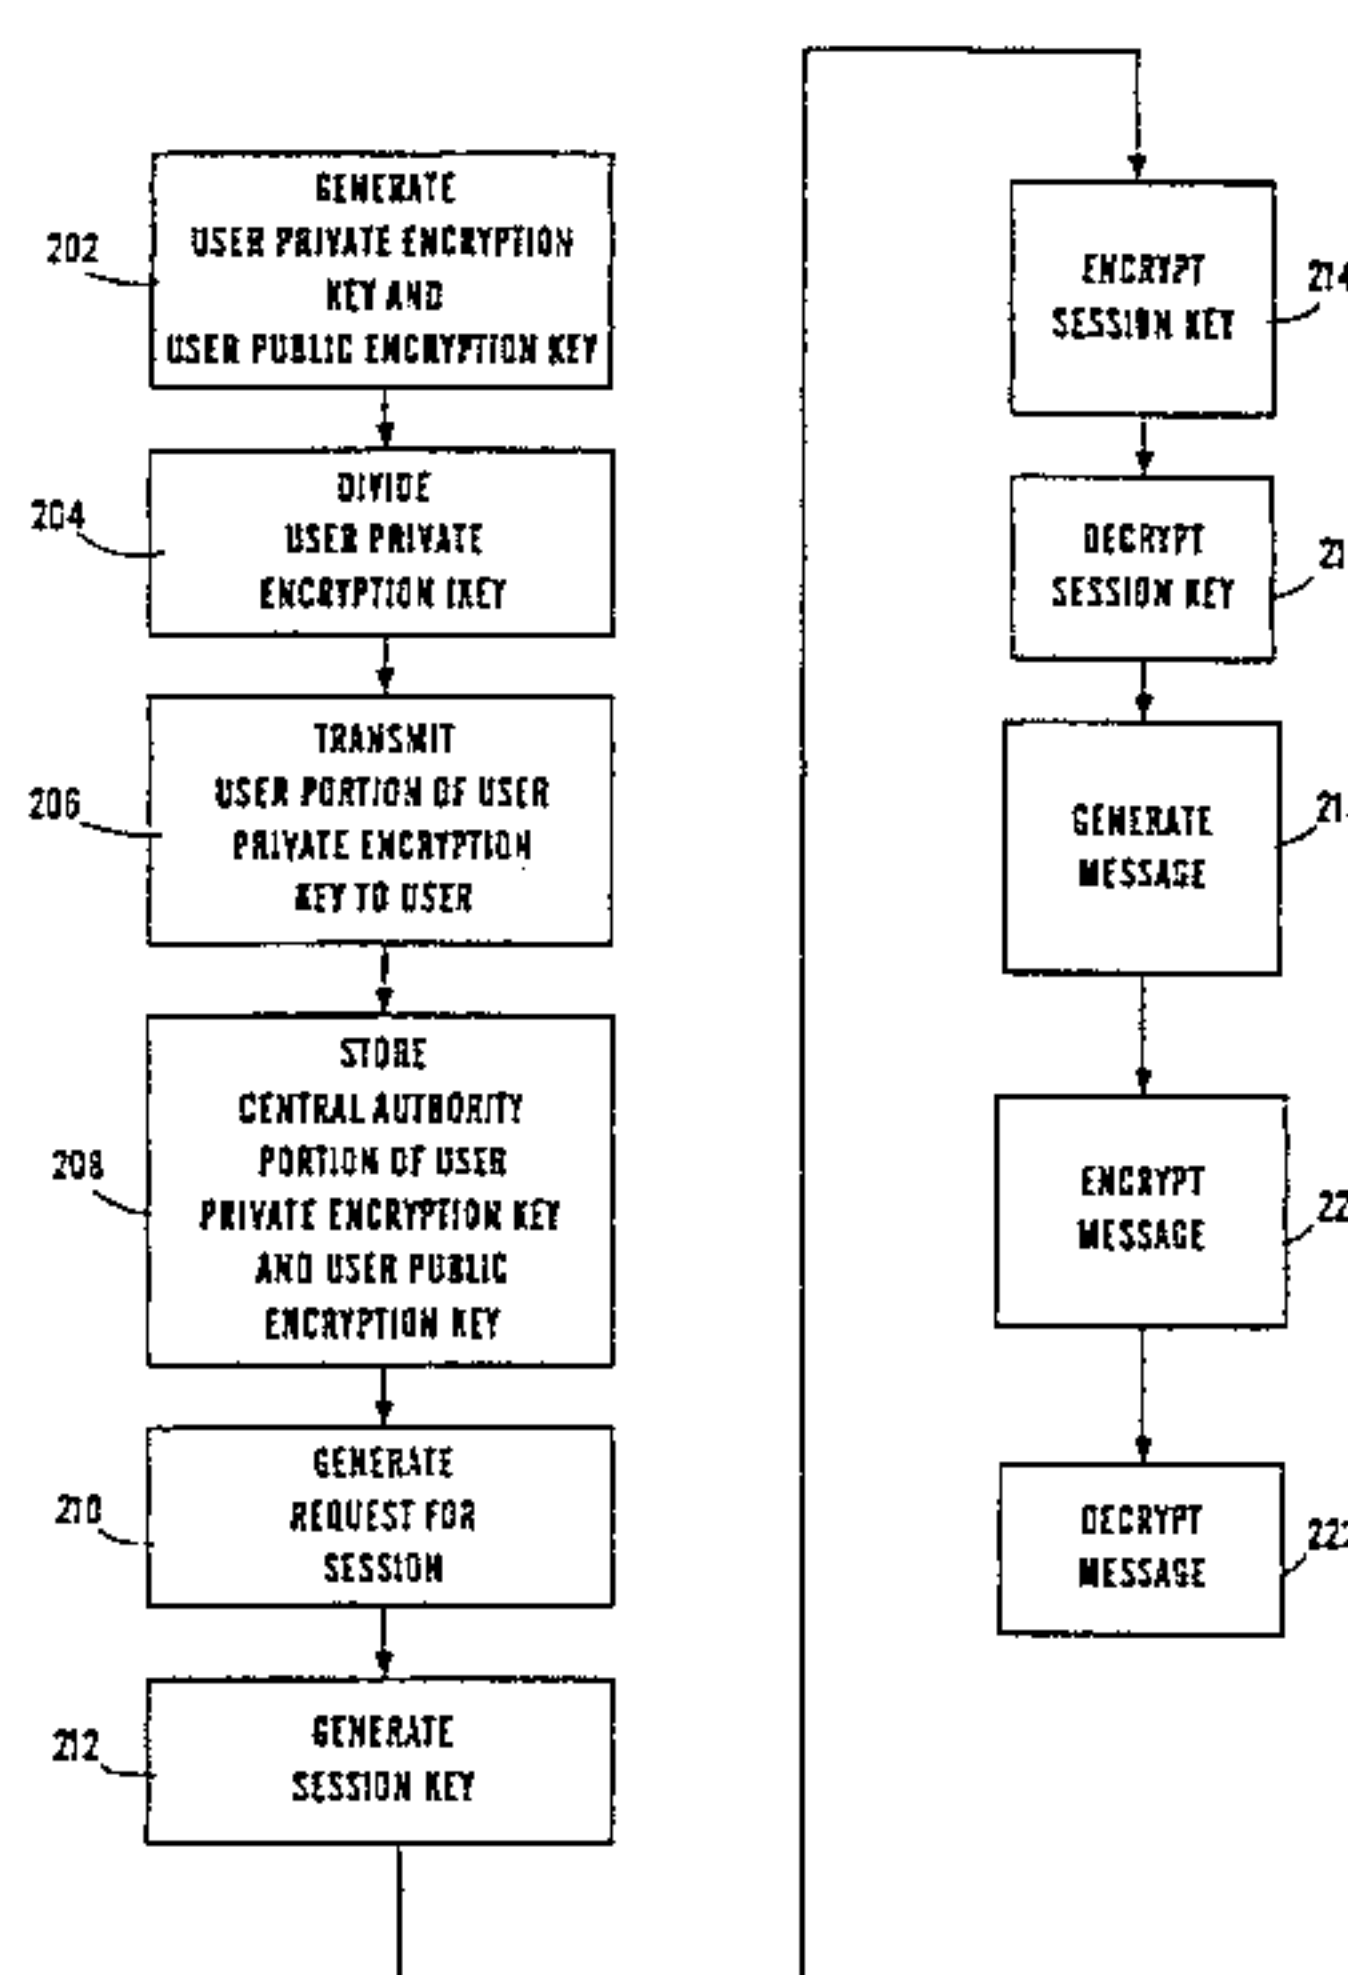 202
GENERATE
USER PRIVATE ENCRYPTION
KEY AND
USER PUBLIC ENCRYPTION KEY
204
DIVIDE
USER PRIVATE
ENCRYPTION IKEY
206
TRANSMIT
USER PORTION OF USER
PRIVATE ENCRYPTION
KEY TO USER
208
STORE
CENTRAL AUTHORITY
PORTION OF USER
PRIVATE ENCRYPTION KEY
AND USER PUBLIC
ENCRYPTION KEY
210
GENERATE
REQUEST FOR
SESSION
212
GENERATE
SESSION KEY
ENCRYPT
SESSION KEY
214
DECRYPT
SESSION KEY
GENERATE
MESSAGE
ENCRYPT
MESSAGE
DECRYPT
MESSAGE
222